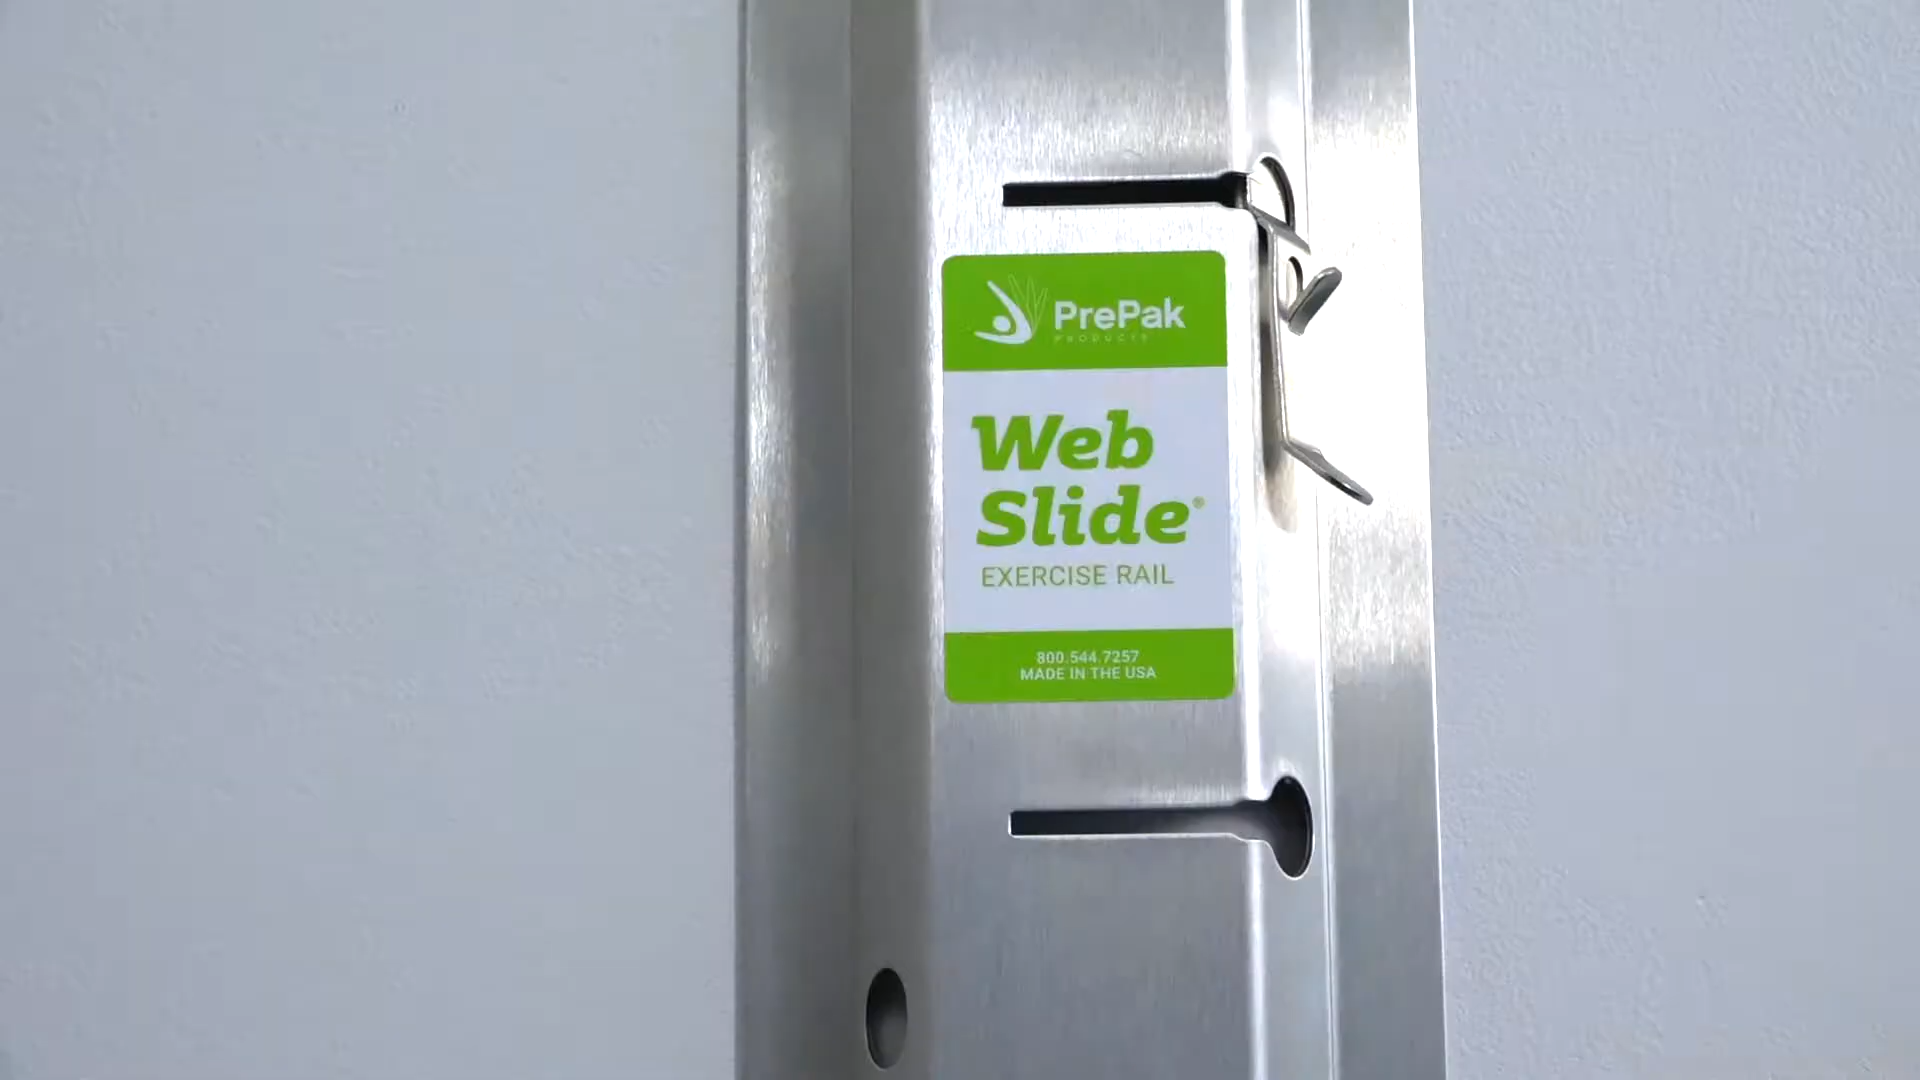 PrePak
PRODUCTS
Web
Slide®
EXERCISE RAIL
800.544.7257
MADE IN THE USA